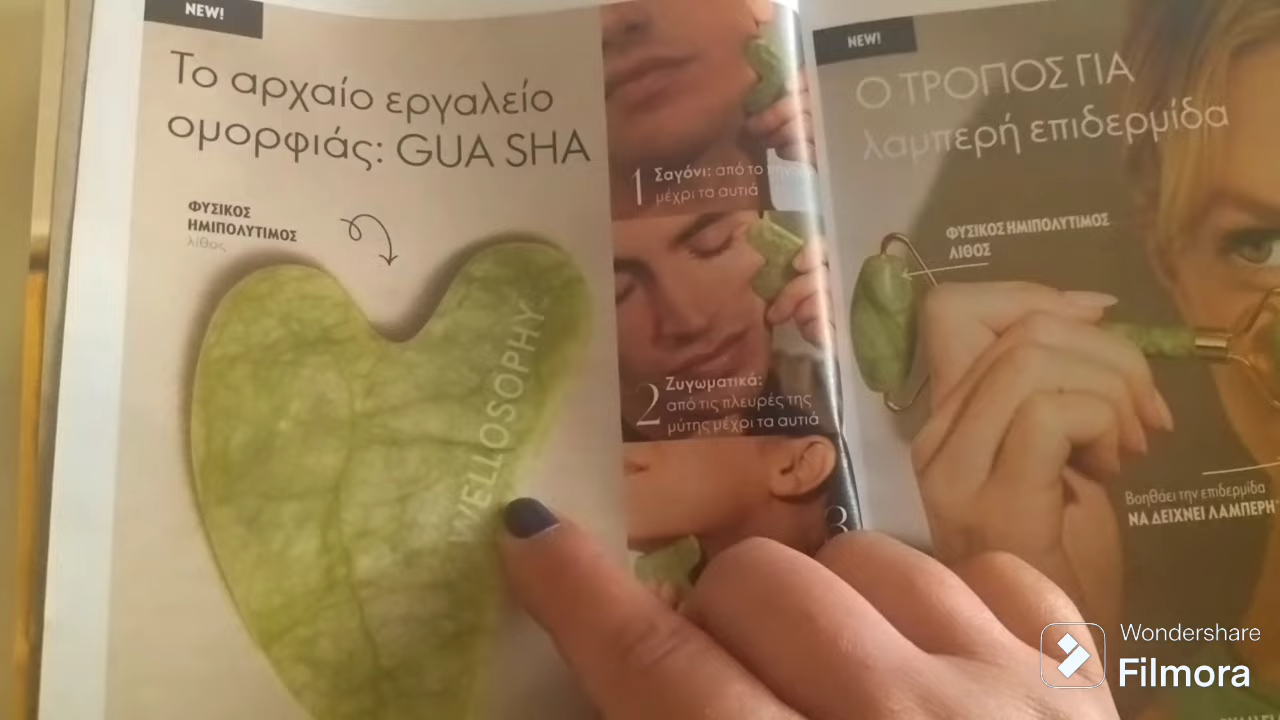 NEW!
Το αρχαίο εργαλείο
ομορφιάς: GUA SHA
ΦΥΣΙΚΟΣ
ΗΜΙΠΟΛΥΤΙΜΟΣ
λίθος
WELLOSOPHY
1 Σαγόνι: από το
μέχρι τα αυτιά
2 Ζυγωματικά:
από τις πλευρές της
μύτης μέχρι τα αυτιά
3
NEW!
Ο ΤΡΟΠΟΣ ΓΙΑ
λαμπερή επιδερμίδα
ΦΥΣΙΚΟΣ ΗΜΙΠΟΛΥΤΙΜΟΣ
ΛΙΘΟΣ
Βοηθάει την επιδερμίδα
ΝΑ ΔΕΙΧΝΕΙ ΛΑΜΠΕΡΗ
Wondershare
Filmora